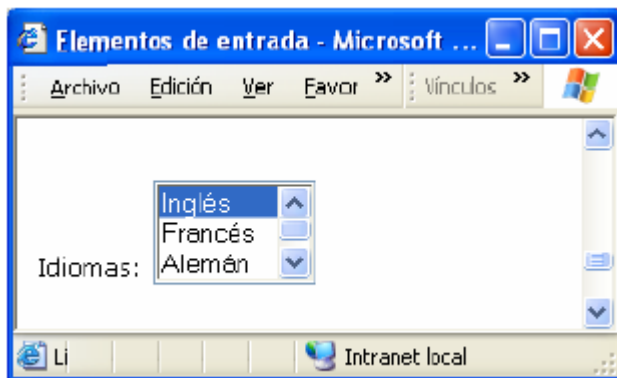 Elementos de entrada - Microsoft ...
Archivo Edición Ver Favor » Vínculos »
Inglés
Francés
Idiomas: Alemán
Li Intranet local